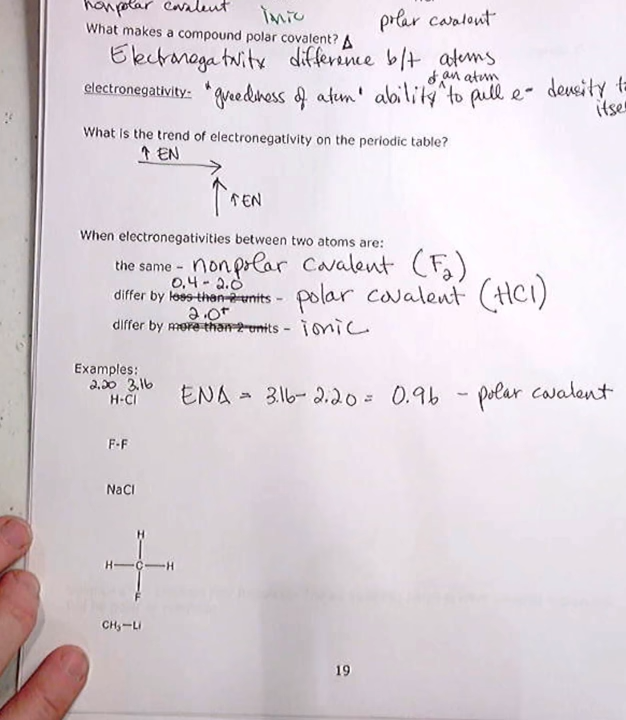 nonpolar covalent ionic polar covalent
What makes a compound polar covalent? Δ
Electronegativity difference b/t atoms
of an atom
electronegativity- "greediness of atom" ability ^ to pull e- density
What is the trend of electronegativity on the periodic table?
↑ EN
↑ EN
When electronegativities between two atoms are:
the same - nonpolar covalent (F2)
0.4-2.0
differ by less than 2 units - polar covalent (HCl)
2.0+
differ by more than 2 units - ionic
Examples:
2.20 3.16
H-Cl ENΔ = 3.16-2.20 = 0.96 - polar covalent
F-F
NaCl
H
H—C—H
F
CH3—Li
19